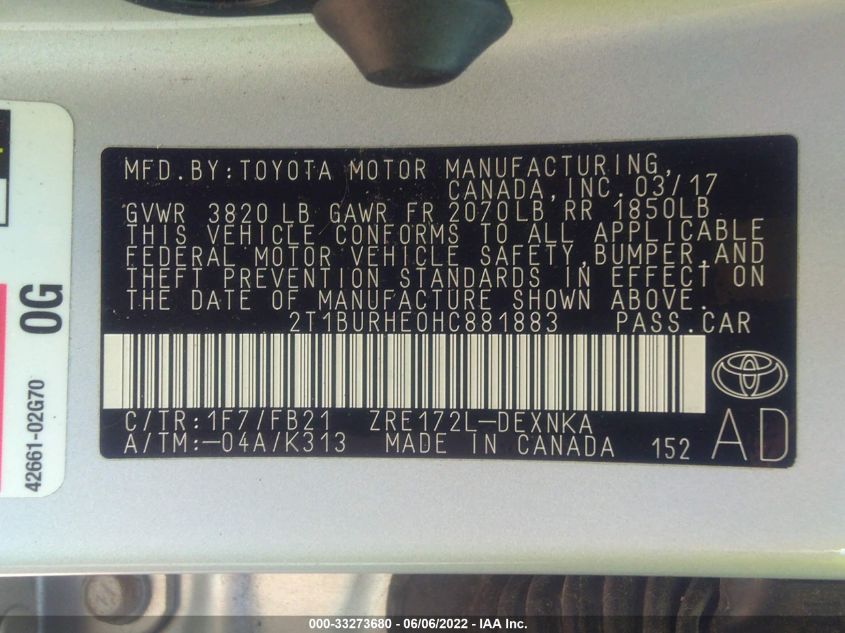 MFD.BY:TOYOTA MOTOR MANUFACTURING,
CANADA,INC.03/17
GVWR 3820 LB GAWR FR 2070LB RR 1850LB
THIS VEHICLE CONFORMS TO ALL APPLICABLE
FEDERAL MOTOR VEHICLE SAFETY,BUMPER,AND
THEFT PREVENTION STANDARDS IN EFFECT ON
THE DATE OF MANUFACTURE SHOWN ABOVE.
2T1BURHE0HC881883 PASS.CAR
C/TR:1F7/FB21 ZRE172L-DEXNKA
A/TM:-04A/K313 MADE IN CANADA 152
AD
0G
42661-02G70
000-33273680 / 06/06/2022 - IAA Inc.